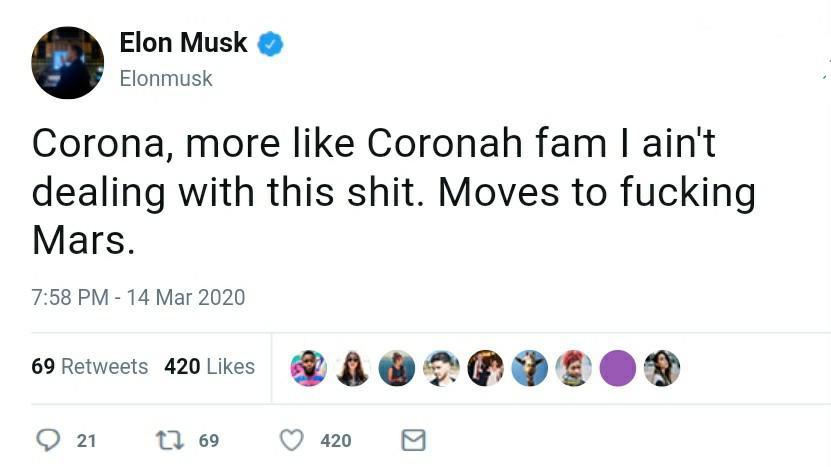 Elon Musk
Elonmusk
Corona, more like Coronah fam I ain't
dealing with this shit. Moves to fucking
Mars.
7:58 PM - 14 Mar 2020
69 Retweets 420 Likes
21 69 420